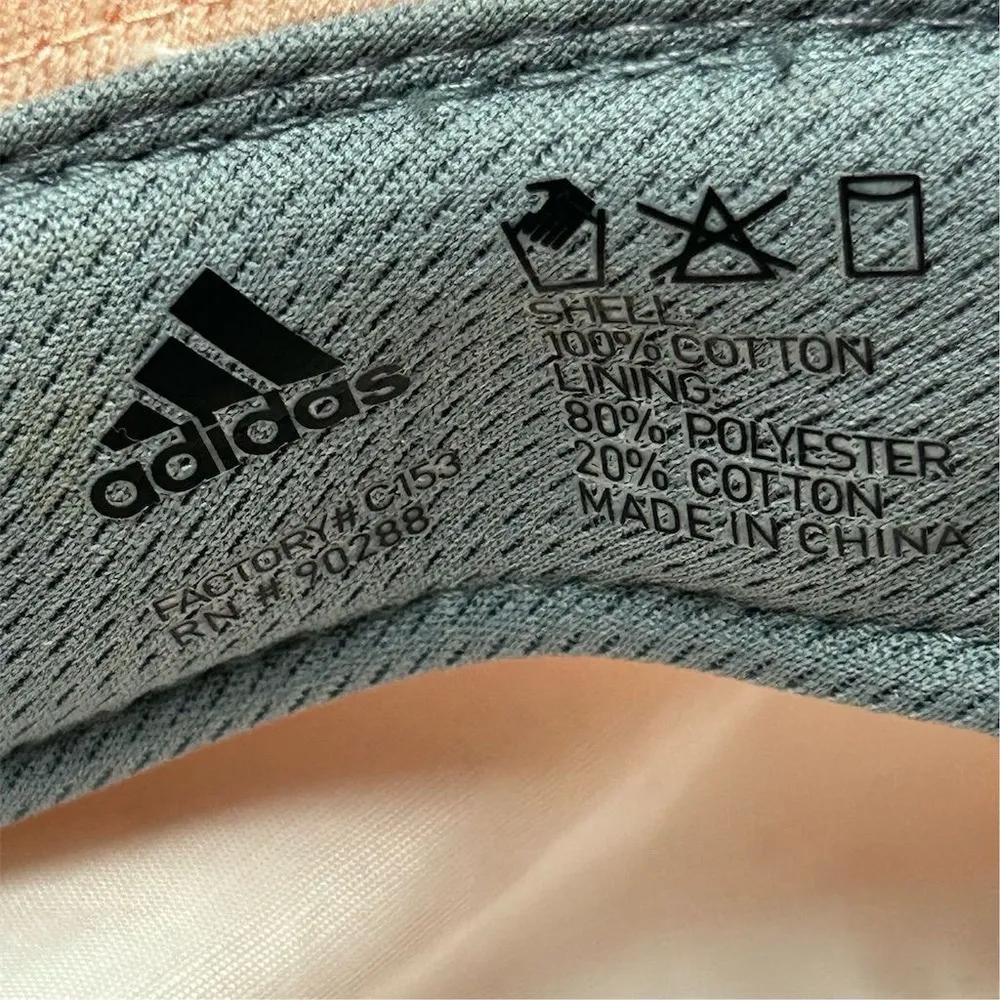 adidas
FACTORY# C153
RN # 90288
SHELL:
100% COTTON
LINING:
80% POLYESTER
20% COTTON
MADE IN CHINA